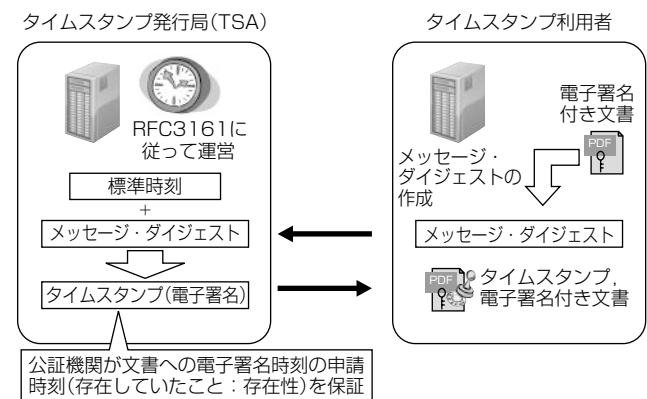 タイムスタンプ発行局(TSA)
RFC3161に
従って運営
標準時刻
+
メッセージ・ダイジェスト
タイムスタンプ(電子署名)
公証機関が文書への電子署名時刻の申請
時刻(存在していたこと：存在性)を保証
タイムスタンプ利用者
電子署名
付き文書
PDF
メッセージ・
ダイジェストの
作成
メッセージ・ダイジェスト
PDF
タイムスタンプ,
電子署名付き文書